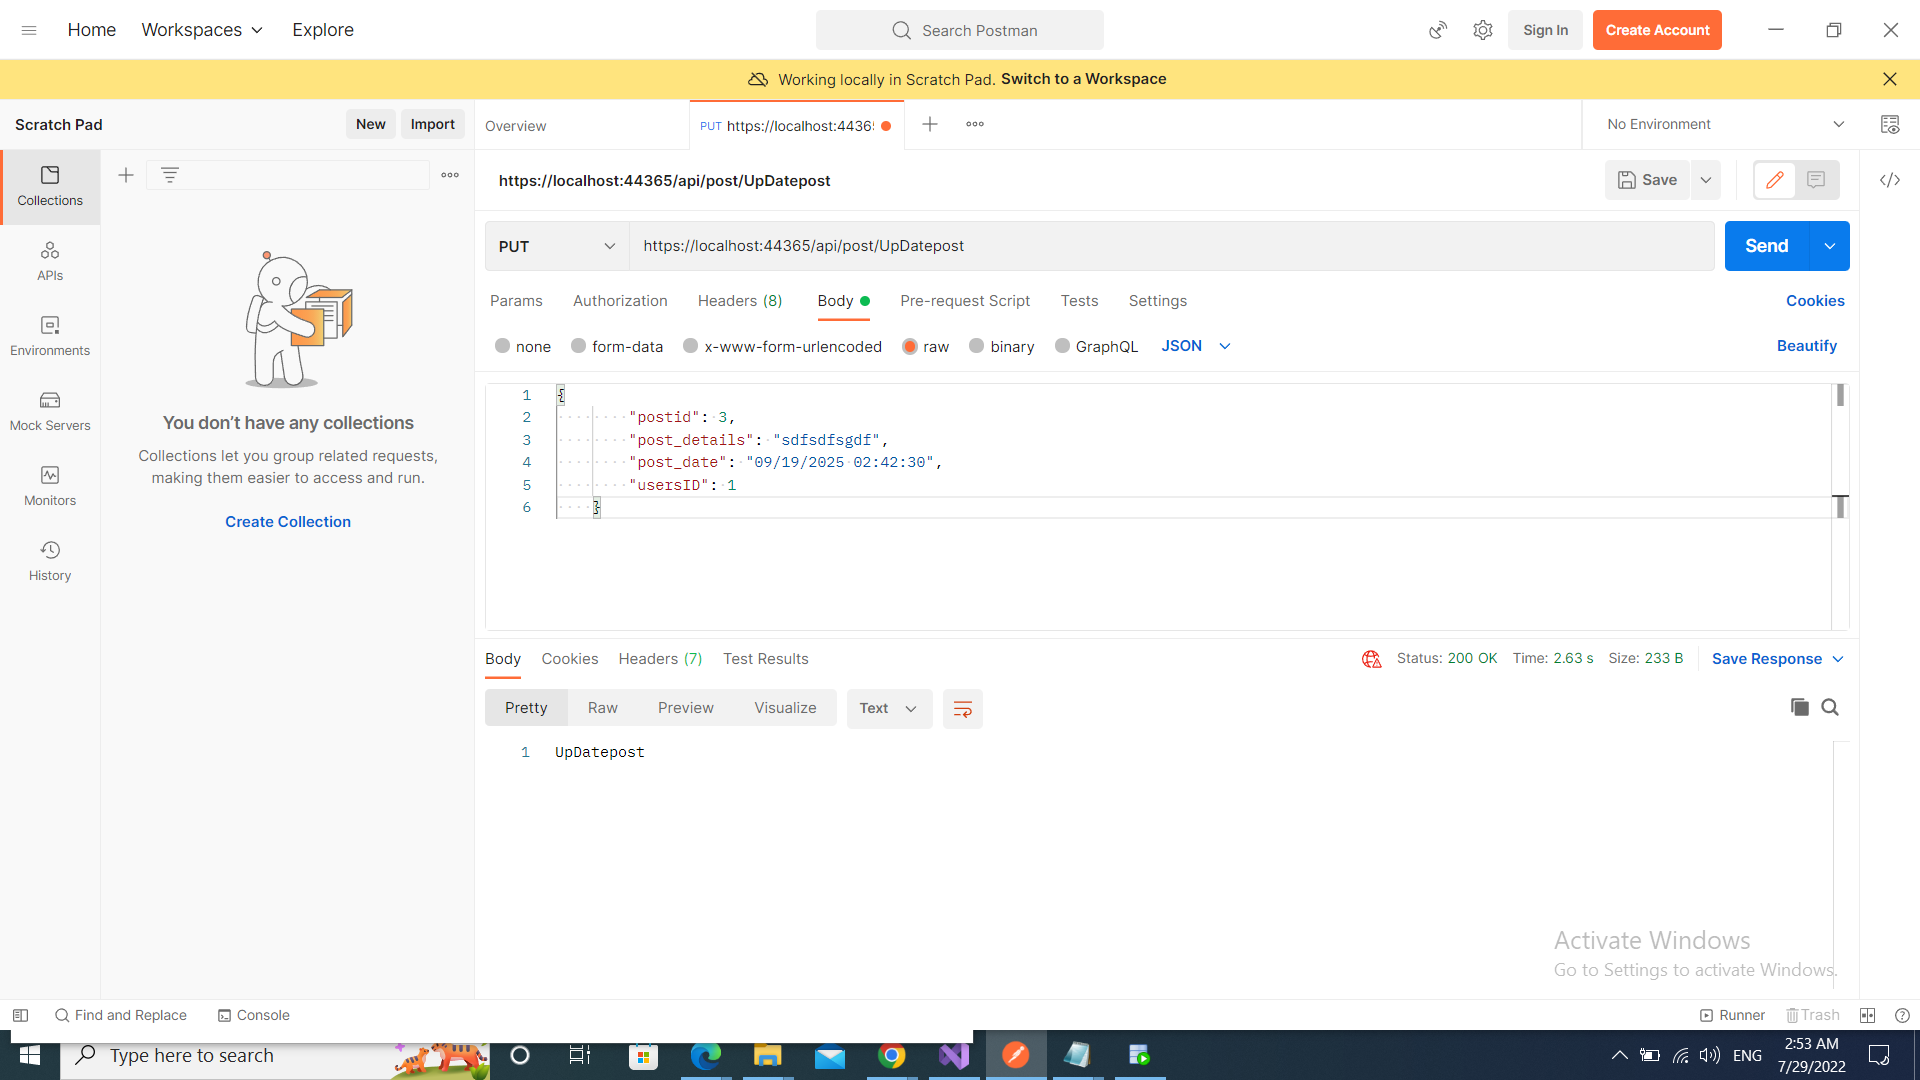 Home Workspaces Explore Search Postman Sign In Create Account
Working locally in Scratch Pad. Switch to a Workspace
Scratch Pad New Import Overview PUT https://localhost:4436 No Environment
https://localhost:44365/api/post/UpDatepost Save
Collections
APIs
Environments
Mock Servers
Monitors
History
You don’t have any collections
Collections let you group related requests,
making them easier to access and run.
Create Collection
PUT https://localhost:44365/api/post/UpDatepost Send
Params Authorization Headers (8) Body Pre-request Script Tests Settings Cookies
none form-data x-www-form-urlencoded raw binary GraphQL JSON Beautify
1 {
2 "postid": 3,
3 "post_details": "sdfsdfsgdf",
4 "post_date": "09/19/2025 02:42:30",
5 "usersID": 1
6 }
Body Cookies Headers (7) Test Results Status: 200 OK Time: 2.63 s Size: 233 B Save Response
Pretty Raw Preview Visualize Text
1 UpDatepost
Activate Windows
Go to Settings to activate Windows.
Find and Replace Console Runner Trash
Type here to search ENG 2:53 AM
7/29/2022